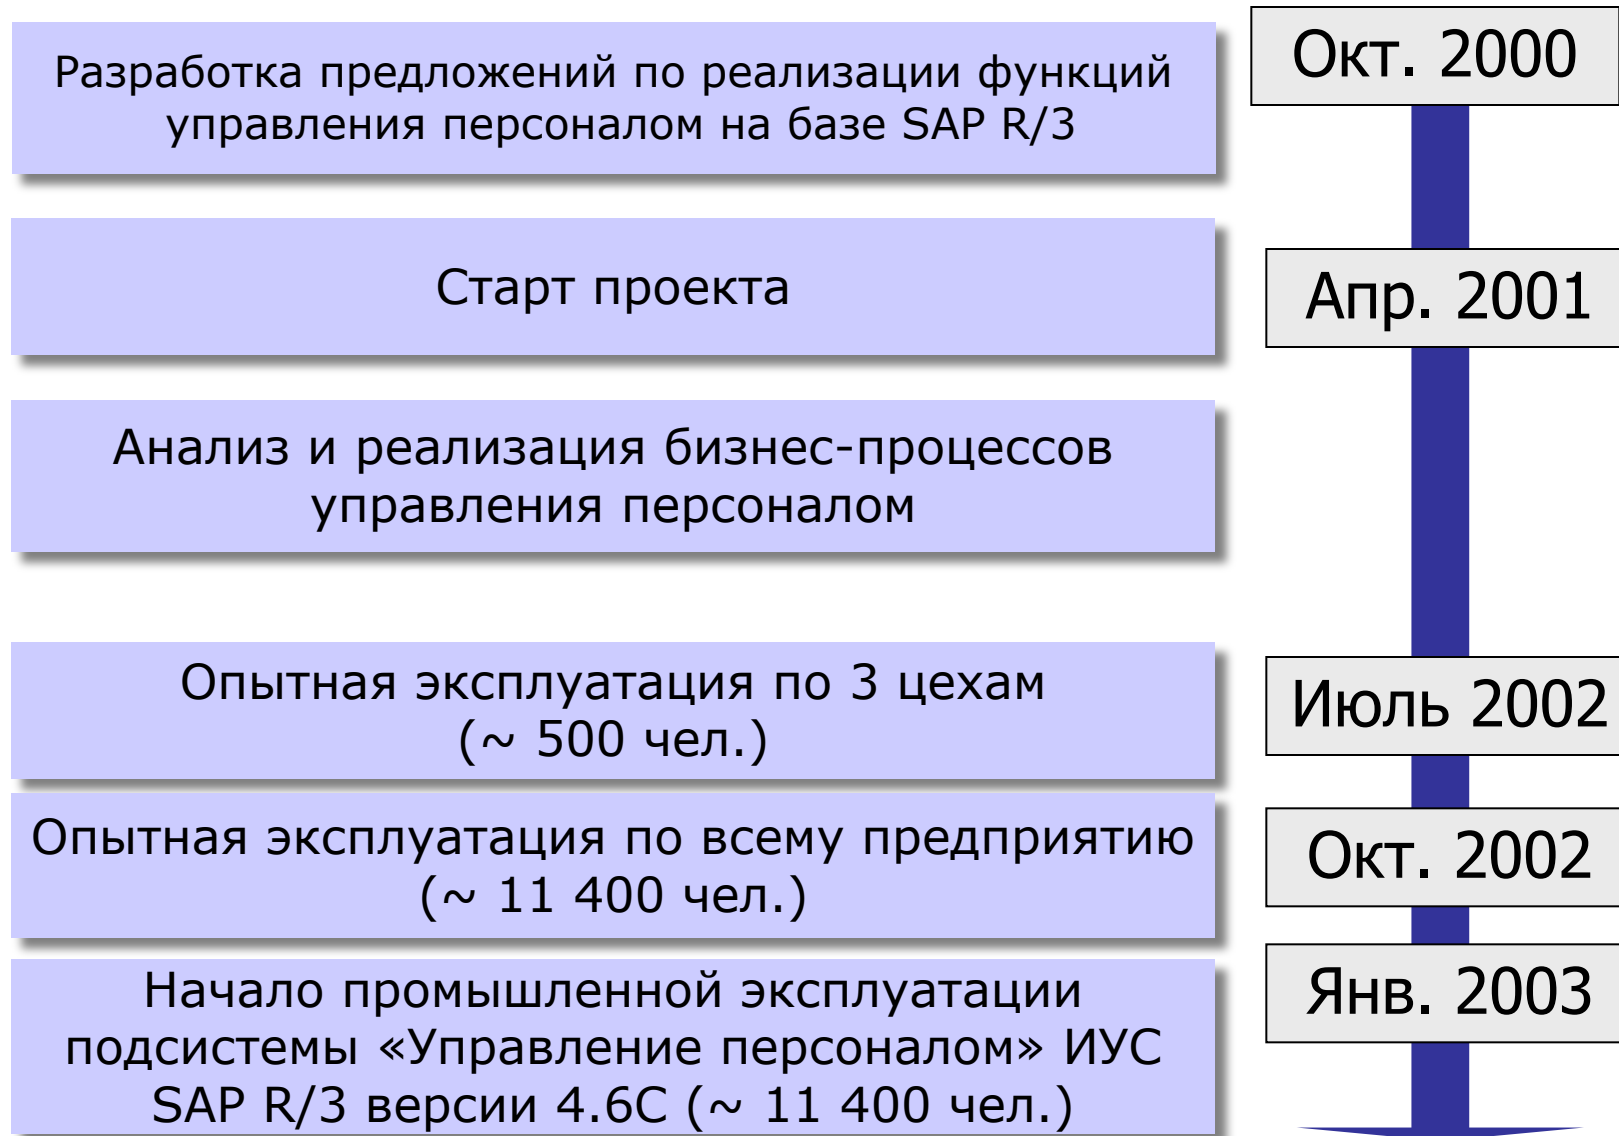 Разработка предложений по реализации функций
управления персоналом на базе SAP R/3
Окт. 2000
Старт проекта
Апр. 2001
Анализ и реализация бизнес-процессов
управления персоналом
Опытная эксплуатация по 3 цехам
(~ 500 чел.)
Июль 2002
Опытная эксплуатация по всему предприятию
(~ 11 400 чел.)
Окт. 2002
Начало промышленной эксплуатации
подсистемы «Управление персоналом» ИУС
SAP R/3 версии 4.6C (~ 11 400 чел.)
Янв. 2003